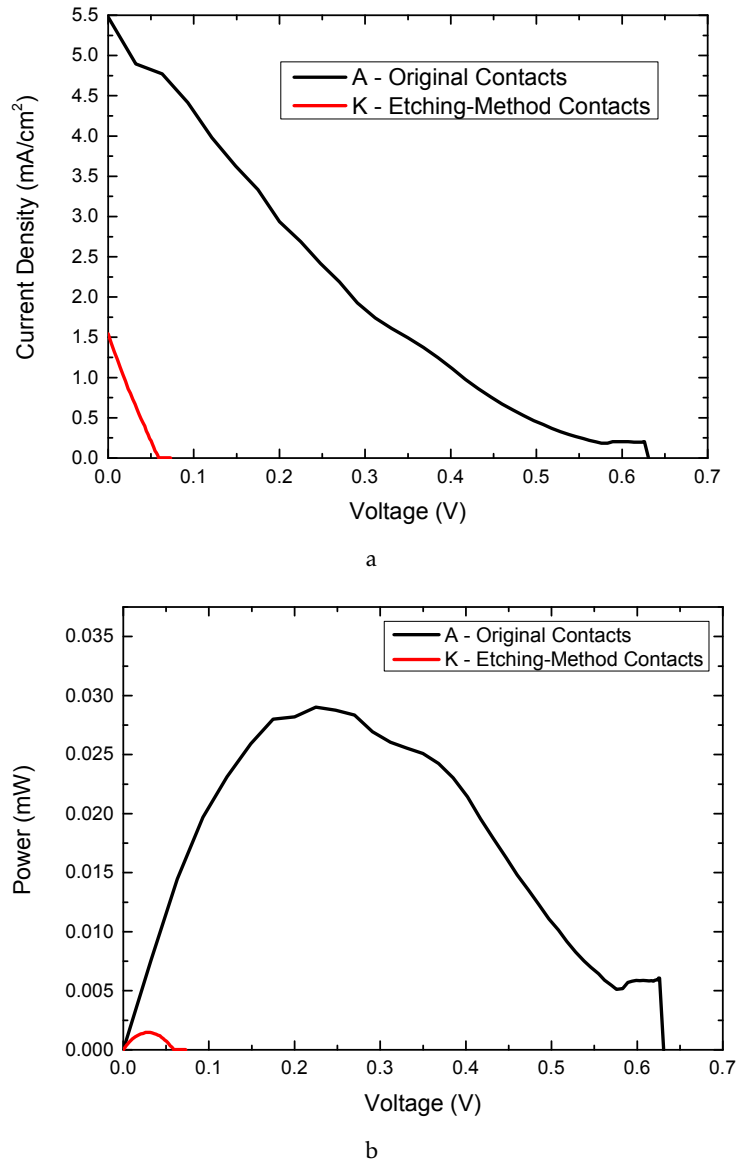 5.5
5.0
4.5
4.0
3.5
3.0
2.5
2.0
1.5
1.0
0.5
0.0
Current Density (mA/cm²)
A - Original Contacts
K - Etching-Method Contacts
0.0 0.1 0.2 0.3 0.4 0.5 0.6 0.7
Voltage (V)
a
0.035
0.030
0.025
0.020
0.015
0.010
0.005
0.000
Power (mW)
A - Original Contacts
K - Etching-Method Contacts
0.0 0.1 0.2 0.3 0.4 0.5 0.6 0.7
Voltage (V)
b